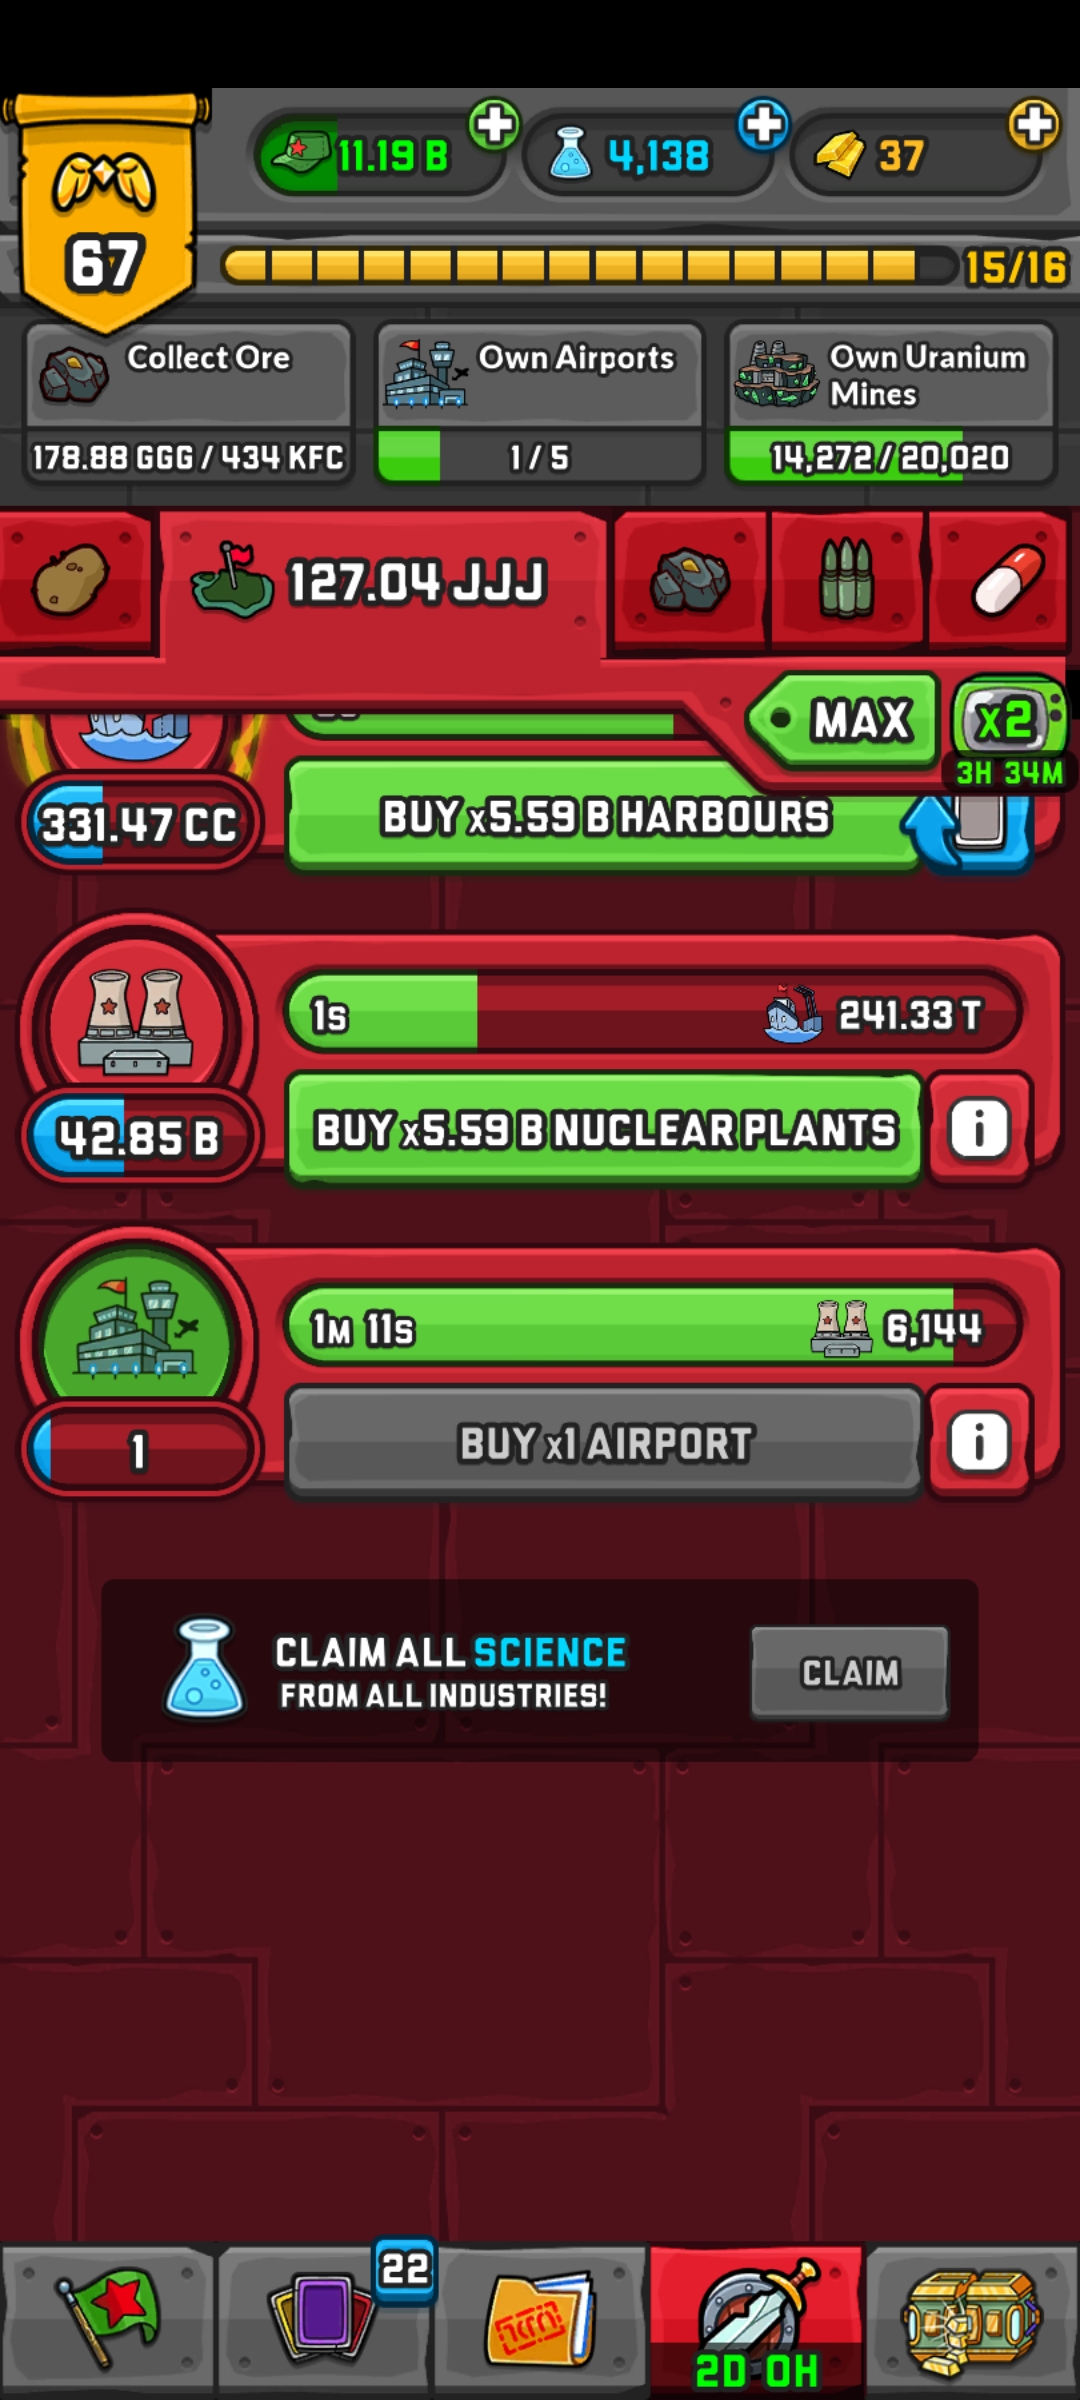 11.19 B
4,138
37
67
15/16
Collect Ore
178.88 GGG / 434 KFC
Own Airports
1 / 5
Own Uranium
Mines
14,272 / 20,020
127.04 JJJ
MAX
x2
3H 34M
331.47 CC
BUY x5.59 B HARBOURS
1s
241.33 T
42.85 B
BUY x5.59 B NUCLEAR PLANTS
i
1M 11s
6,144
1
BUY x1 AIRPORT
i
CLAIM ALL SCIENCE
FROM ALL INDUSTRIES!
CLAIM
22
2D 0H